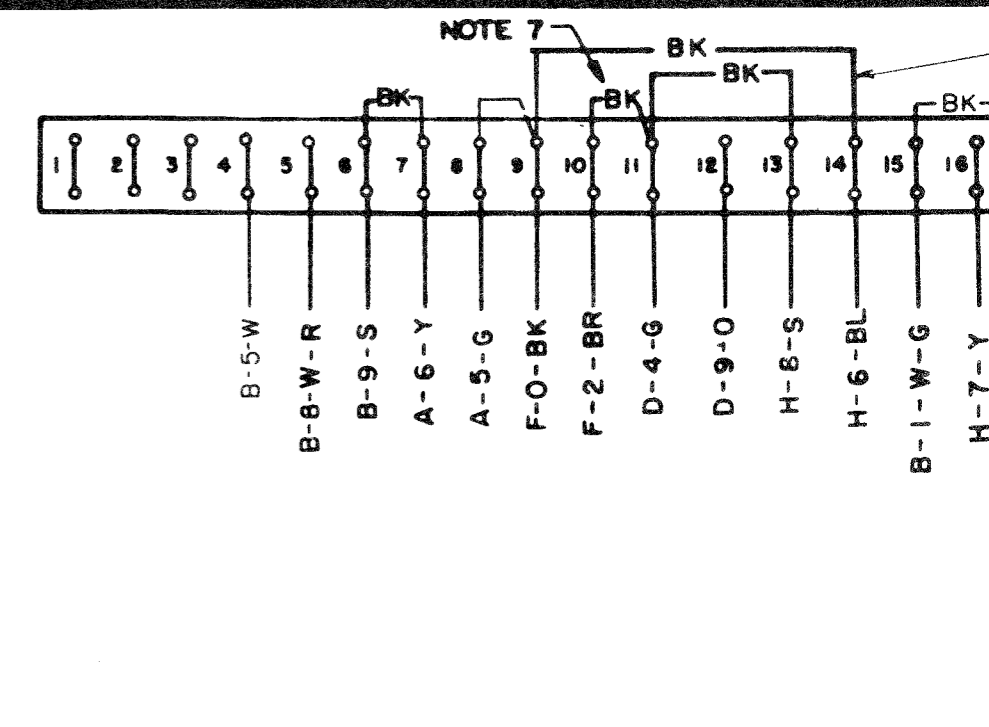 NOTE 7
BK
BK
BK
BK
BK
1 2 3 4 5 6 7 8 9 10 11 12 13 14 15 16
B-5-W
B-8-W-R
B-9-S
A-6-Y
A-5-G
F-0-BK
F-2-BR
D-4-G
D-9-O
H-8-S
H-6-BL
B-1-W-G
H-7-Y